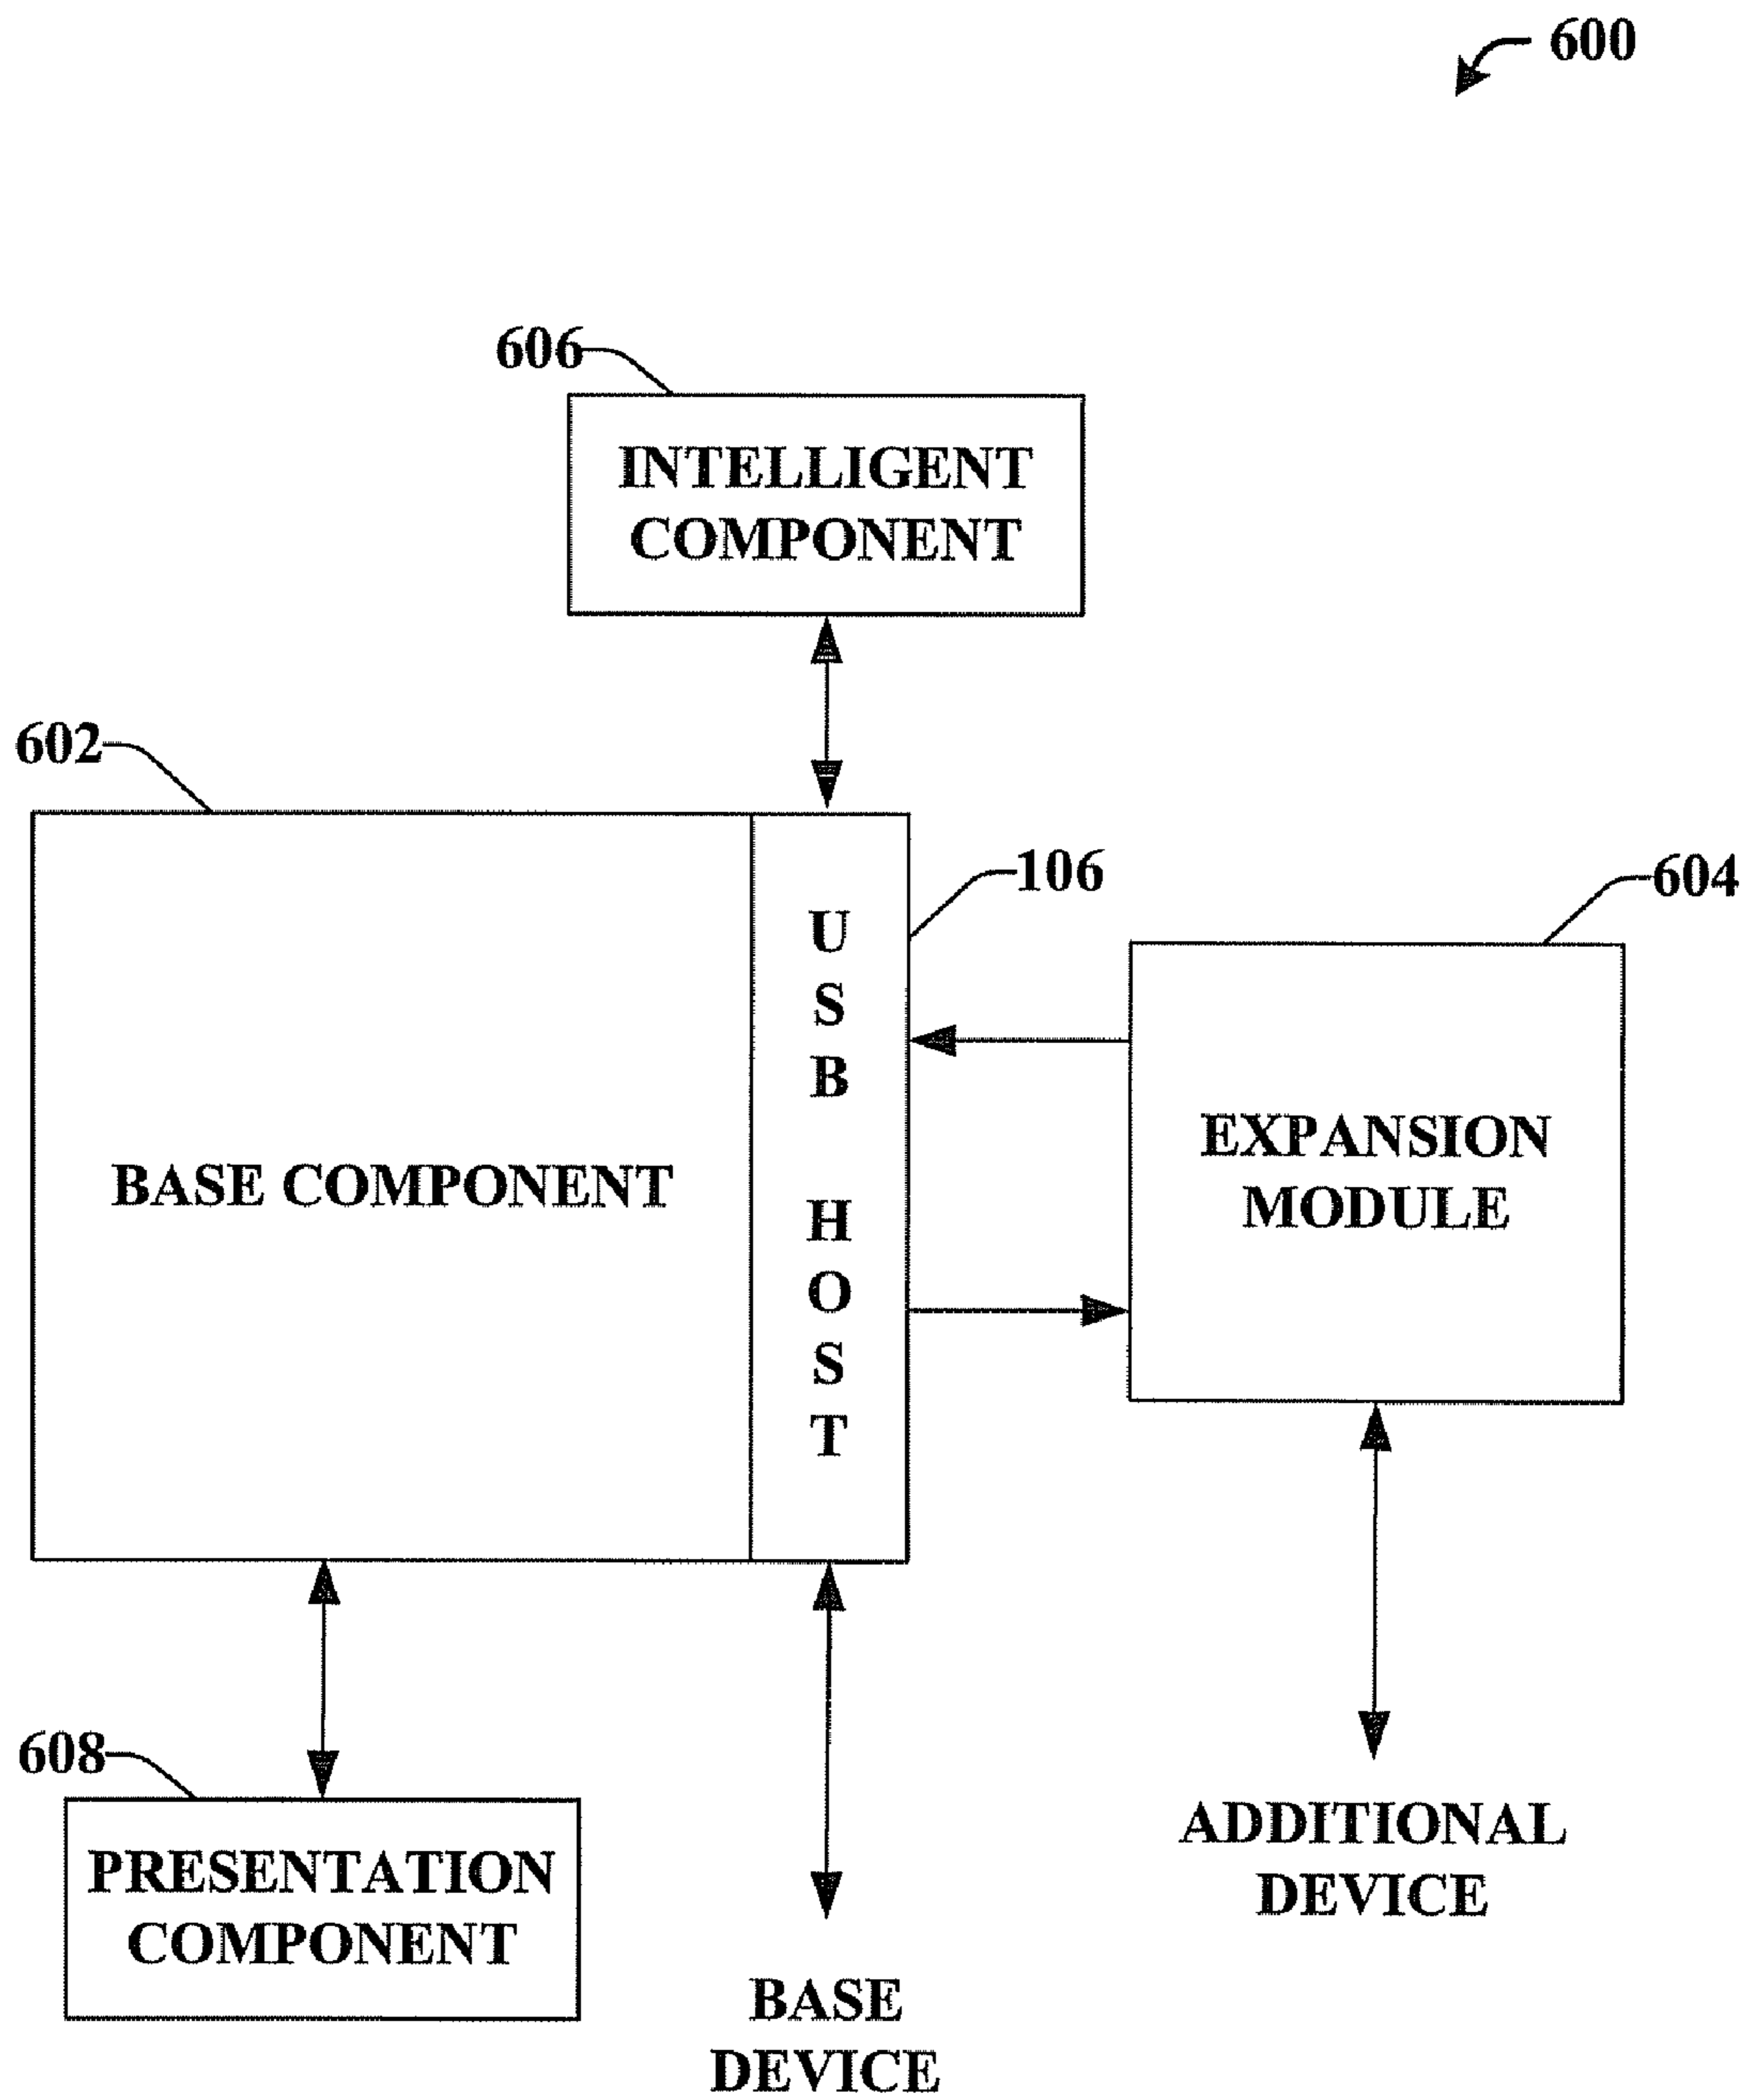 600
606
INTELLIGENT
COMPONENT
602
106
604
U
S
B
H
O
S
T
BASE COMPONENT
EXPANSION
MODULE
608
PRESENTATION
COMPONENT
ADDITIONAL
DEVICE
BASE
DEVICE